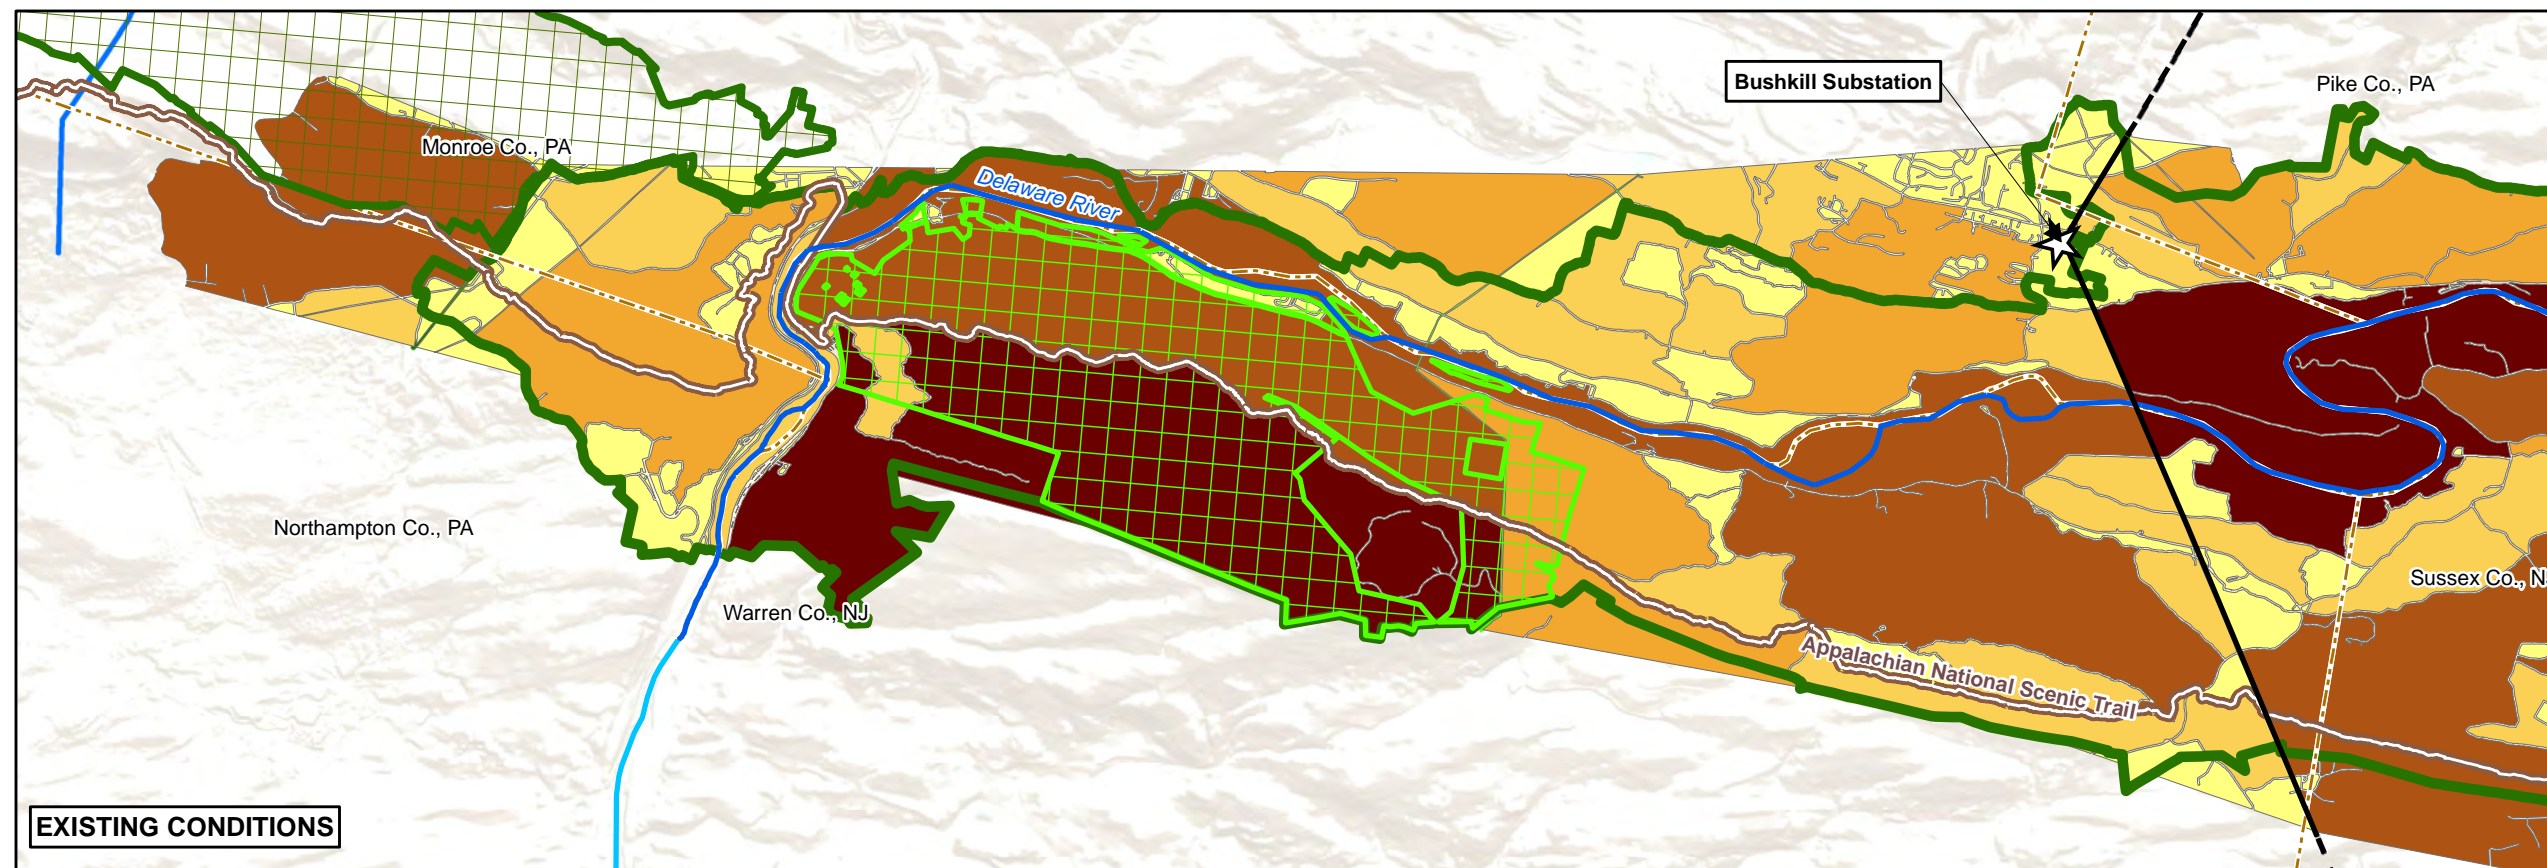 Bushkill Substation
Pike Co., PA
Monroe Co., PA
Delaware River
Northampton Co., PA
Sussex Co., N
Warren Co., NJ
Appalachian National Scenic Trail
EXISTING CONDITIONS